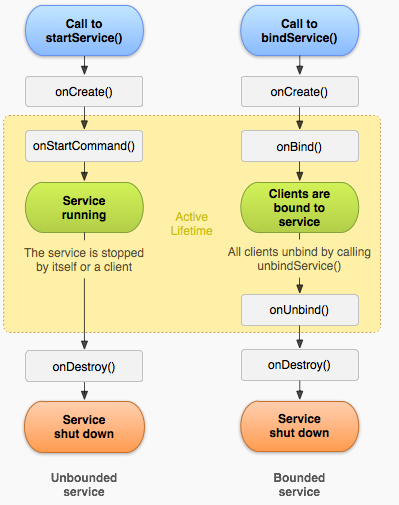 Call to
startService()
onCreate()
onStartCommand()
Service
running
The service is stopped
by itself or a client
onDestroy()
Service
shut down
Unbounded
service
Active
Lifetime
Call to
bindService()
onCreate()
onBind()
Clients are
bound to
service
All clients unbind by calling
unbindService()
onUnbind()
onDestroy()
Service
shut down
Bounded
service